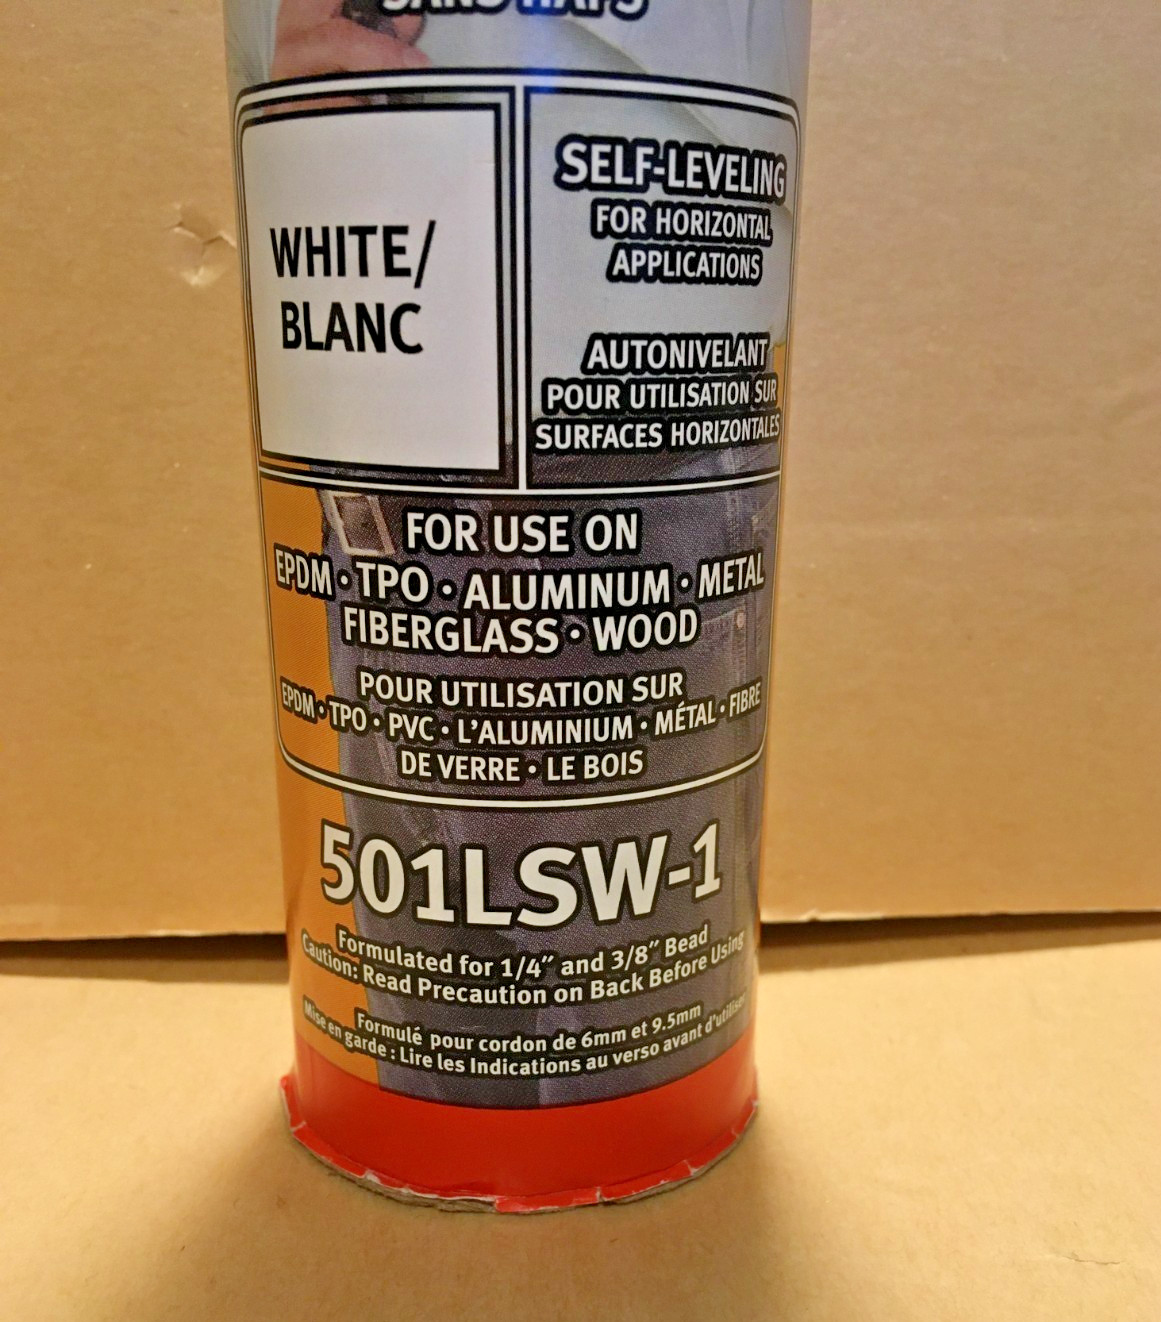 WHITE/
BLANC
SELF-LEVELING
FOR HORIZONTAL
APPLICATIONS
AUTONIVELANT
POUR UTILISATION SUR
SURFACES HORIZONTALES
FOR USE ON
EPDM • TPO • ALUMINUM • METAL
FIBERGLASS • WOOD
POUR UTILISATION SUR
EPDM • TPO • PVC • L'ALUMINIUM • MÉTAL • FIBRE
DE VERRE • LE BOIS
501LSW-1
Formulated for 1/4" and 3/8" Bead
Caution: Read Precaution on Back Before Using
Formulé pour cordon de 6mm et 9.5mm
Mise en garde : Lire les Indications au verso avant d'utiliser